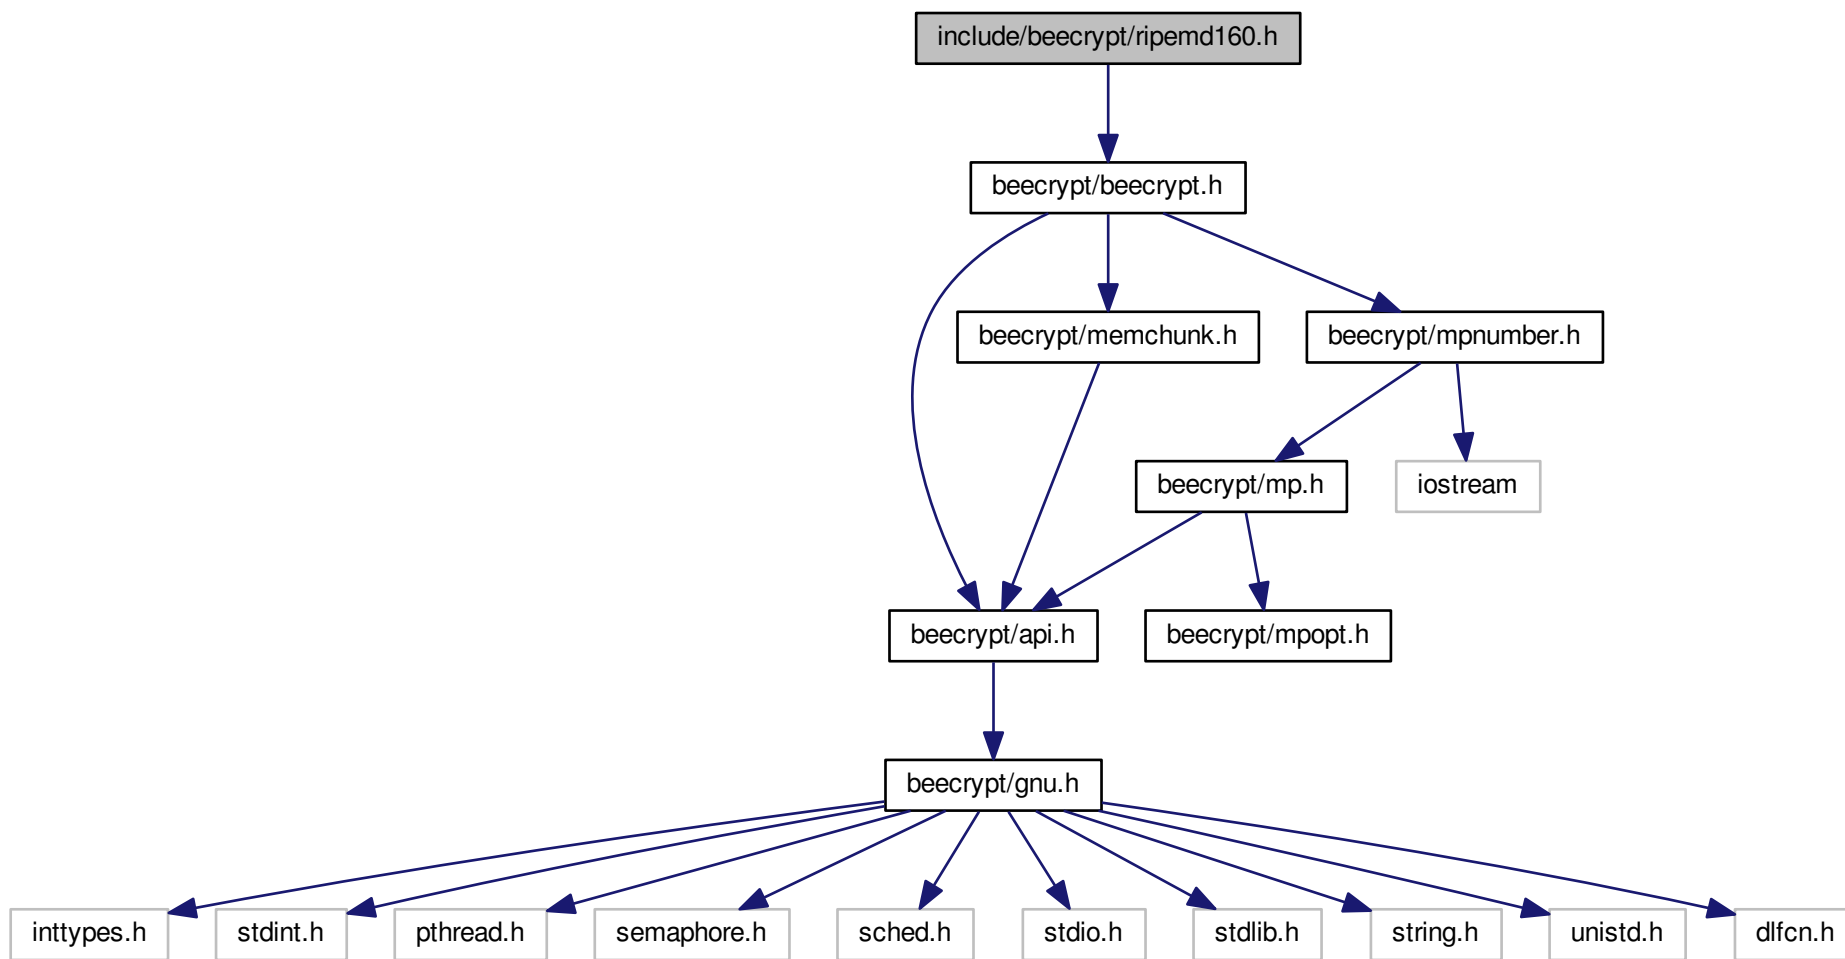 include/beecrypt/ripemd160.h
beecrypt/beecrypt.h
beecrypt/memchunk.h
beecrypt/mpnumber.h
beecrypt/mp.h
iostream
beecrypt/api.h
beecrypt/mpopt.h
beecrypt/gnu.h
inttypes.h
stdint.h
pthread.h
semaphore.h
sched.h
stdio.h
stdlib.h
string.h
unistd.h
dlfcn.h